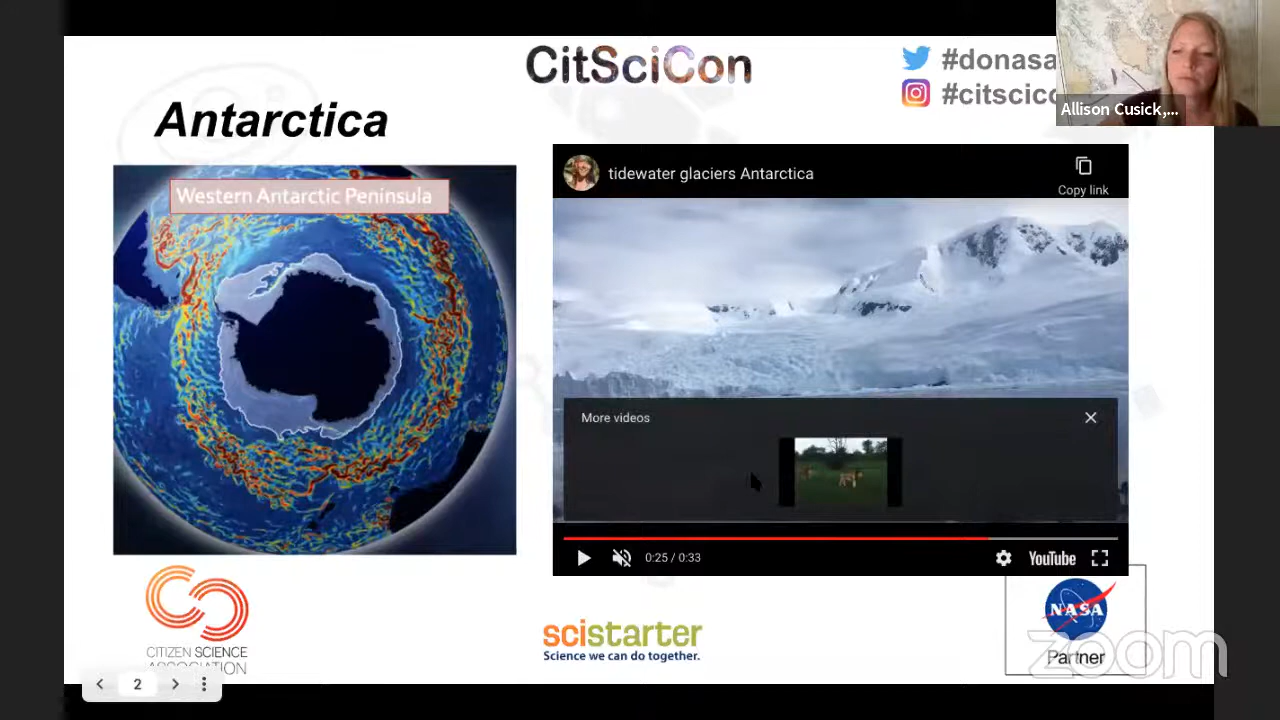 CitSciCon
#donasa
#citscico
Allison Cusick,...
Antarctica
Western Antarctic Peninsula
tidewater glaciers Antarctica
Copy link
More videos
0:25 / 0:33
YouTube
CITIZEN SCIENCE
ASSOCIATION
scistarter
Science we can do together.
NASA
Partner
zoom
2